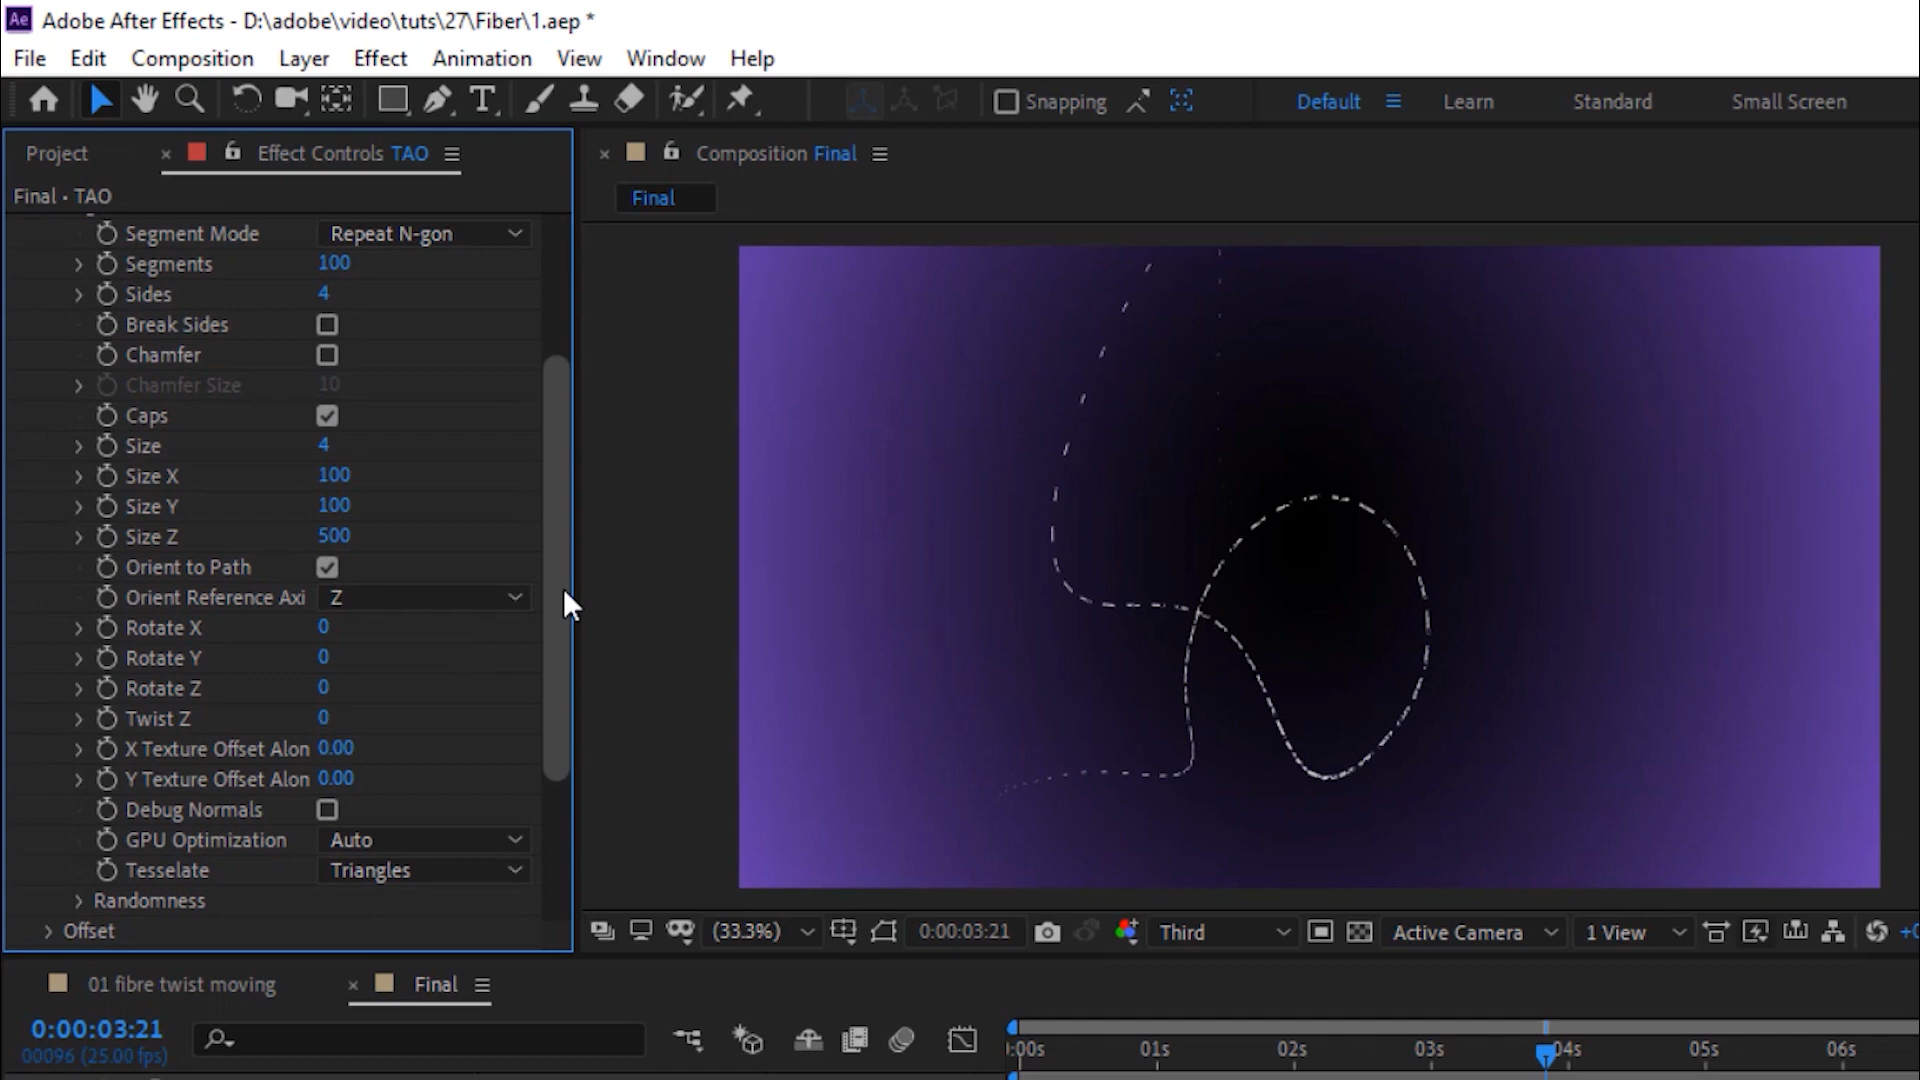 Ae Adobe After Effects - D:\adobe\video\tuts\27\Fiber\1.aep *
File Edit Composition Layer Effect Animation View Window Help
Snapping Default Learn Standard Small Screen
Project × Effect Controls TAO × Composition Final
Final • TAO
Final
Segment Mode Repeat N-gon
Segments 100
Sides 4
Break Sides
Chamfer
Chamfer Size 10
Caps
Size 4
Size X 100
Size Y 100
Size Z 500
Orient to Path
Orient Reference Axi Z
Rotate X 0
Rotate Y 0
Rotate Z 0
Twist Z 0
X Texture Offset Alon 0.00
Y Texture Offset Alon 0.00
Debug Normals
GPU Optimization Auto
Tesselate Triangles
Randomness
Offset
(33.3%) 0:00:03:21 Third Active Camera 1 View +0
01 fibre twist moving × Final
0:00:03:21
00096 (25.00 fps)
:00s 01s 02s 03s 04s 05s 06s